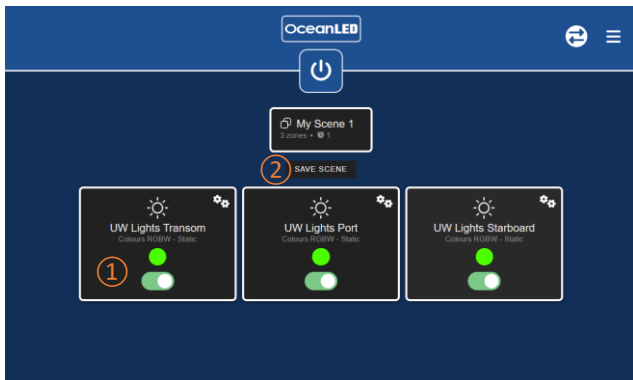 OceanLED
My Scene 1
3 zones • 1
2 SAVE SCENE
UW Lights Transom
Colours RGBW - Static
1
UW Lights Port
Colours RGBW - Static
UW Lights Starboard
Colours RGBW - Static